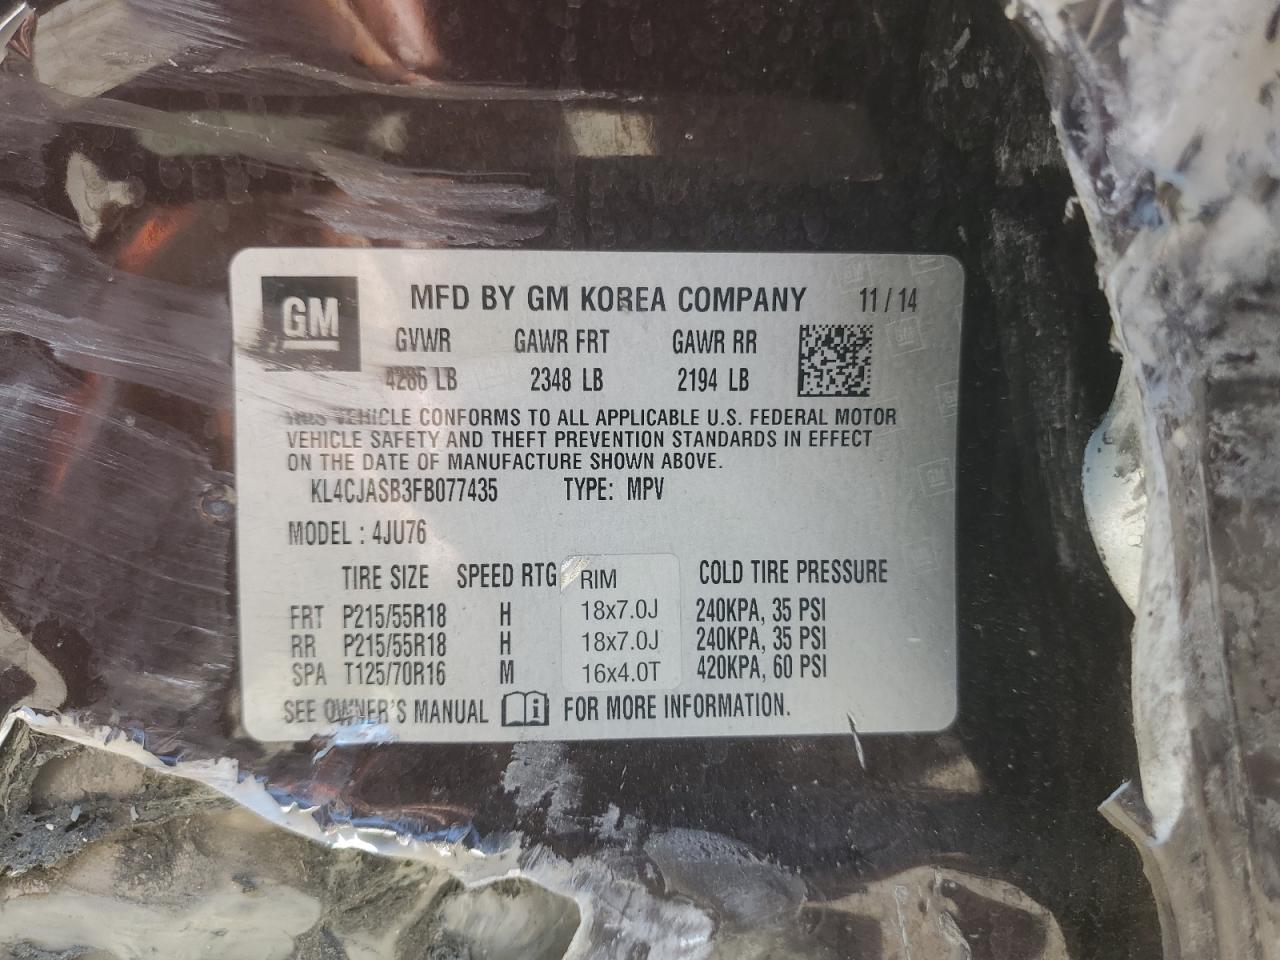 GM MFD BY GM KOREA COMPANY 11 / 14
GVWR GAWR FRT GAWR RR
4286 LB 2348 LB 2194 LB
THIS VEHICLE CONFORMS TO ALL APPLICABLE U.S. FEDERAL MOTOR
VEHICLE SAFETY AND THEFT PREVENTION STANDARDS IN EFFECT
ON THE DATE OF MANUFACTURE SHOWN ABOVE.
KL4CJASB3FB077435 TYPE: MPV
MODEL : 4JU76
TIRE SIZE SPEED RTG RIM COLD TIRE PRESSURE
FRT P215/55R18 H 18x7.0J 240KPA, 35 PSI
RR P215/55R18 H 18x7.0J 240KPA, 35 PSI
SPA T125/70R16 M 16x4.0T 420KPA, 60 PSI
SEE OWNER'S MANUAL i FOR MORE INFORMATION.